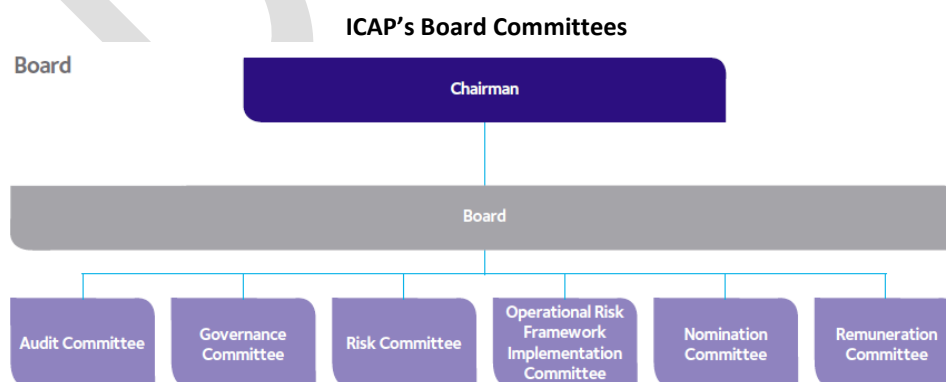 ICAP’s Board Committees
Board
Chairman
Board
Audit Committee
Governance
Committee
Risk Committee
Operational Risk
Framework
Implementation
Committee
Nomination
Committee
Remuneration
Committee